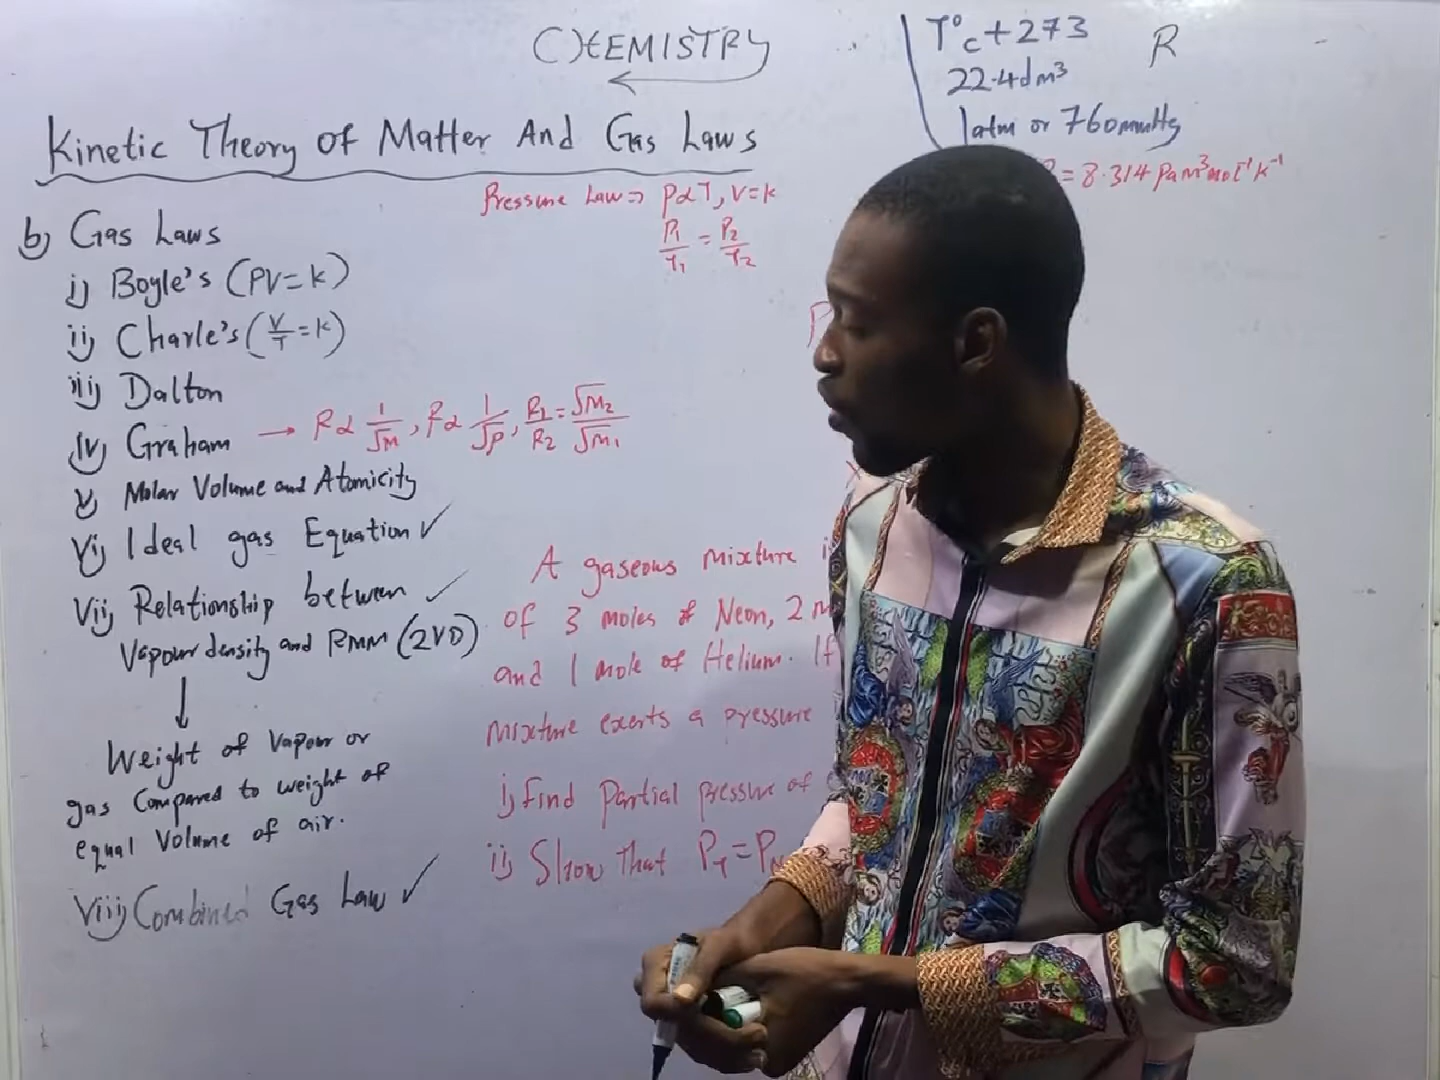 CHEMISTRY
T°c+273
R
22.4dm³
1atm or 760mmHg
= 8.314 Pam³mol⁻¹K⁻¹
Kinetic Theory of Matter And Gas Laws
Pressure Law => P∝T, V=K
P₁/T₁ = P₂/T₂
b) Gas Laws
i) Boyle's (PV=K)
ii) Charle's (V/T=K)
iii) Dalton
iv) Graham → R∝ 1/√M, R∝ 1/√ρ, R₁/R₂ = √M₂/√M₁
v) Molar Volume and Atomicity
vi) Ideal gas Equation ✓
vii) Relationship between ✓
Vapour density and RMM (2VD)
↓
Weight of Vapour or
gas Compared to weight of
equal Volume of air.
viii) Combined Gas Law ✓
A gaseous mixture
of 3 moles of Neon, 2
and 1 mole of Helium. If
mixture exerts a pressure
i) Find Partial pressure of
ii) Show That P_T = P_N